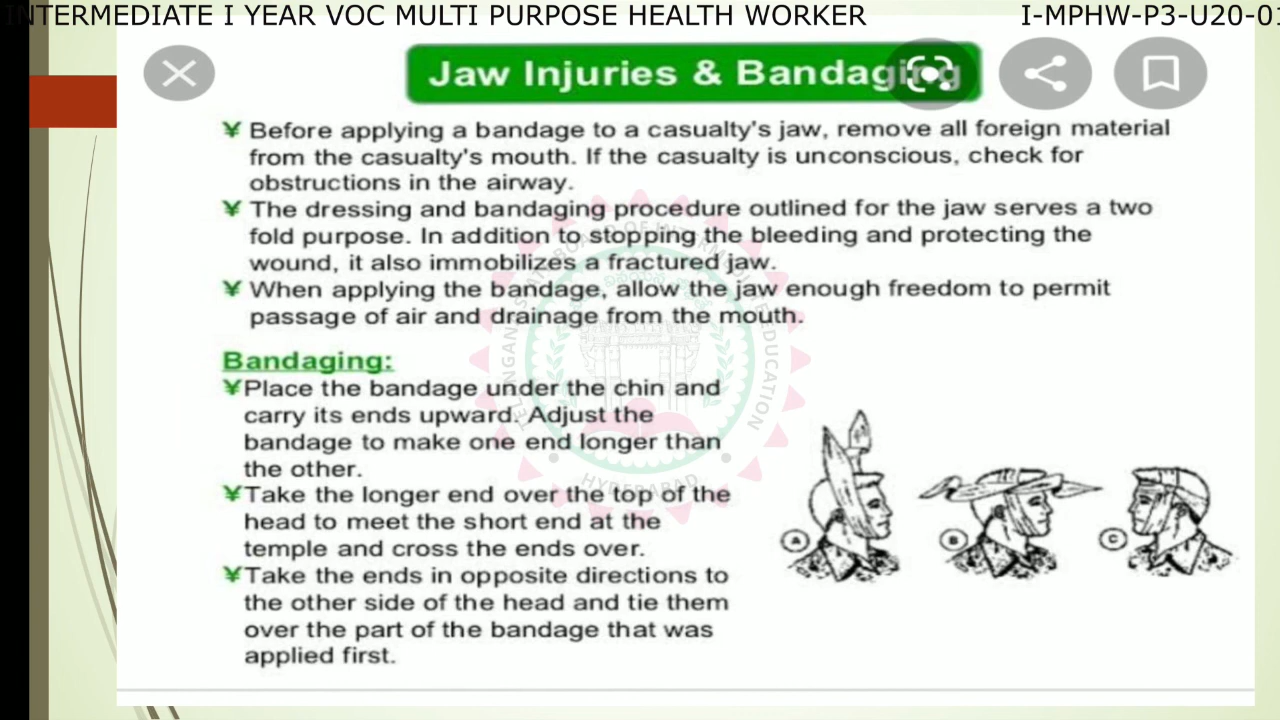 INTERMEDIATE I YEAR VOC MULTI PURPOSE HEALTH WORKER I-MPHW-P3-U20-01
Jaw Injuries & Bandaging
¥ Before applying a bandage to a casualty's jaw, remove all foreign material
from the casualty's mouth. If the casualty is unconscious, check for
obstructions in the airway.
¥ The dressing and bandaging procedure outlined for the jaw serves a two
fold purpose. In addition to stopping the bleeding and protecting the
wound, it also immobilizes a fractured jaw.
¥ When applying the bandage, allow the jaw enough freedom to permit
passage of air and drainage from the mouth.
Bandaging:
¥Place the bandage under the chin and
carry its ends upward. Adjust the
bandage to make one end longer than
the other.
¥Take the longer end over the top of the
head to meet the short end at the
temple and cross the ends over.
¥Take the ends in opposite directions to
the other side of the head and tie them
over the part of the bandage that was
applied first.
A
B
C
HYDERABAD